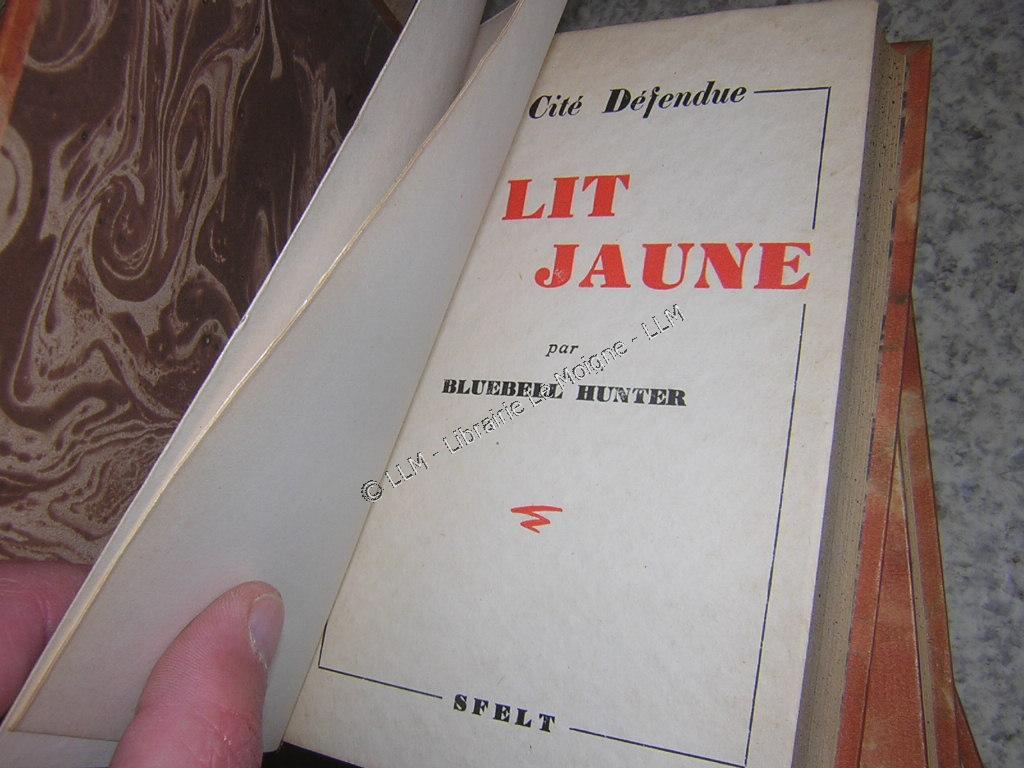 Cité Défendue
LIT
JAUNE
par
BLUEBELL HUNTER
SFELT
© LLM - Librairie Le Moigne - LLM